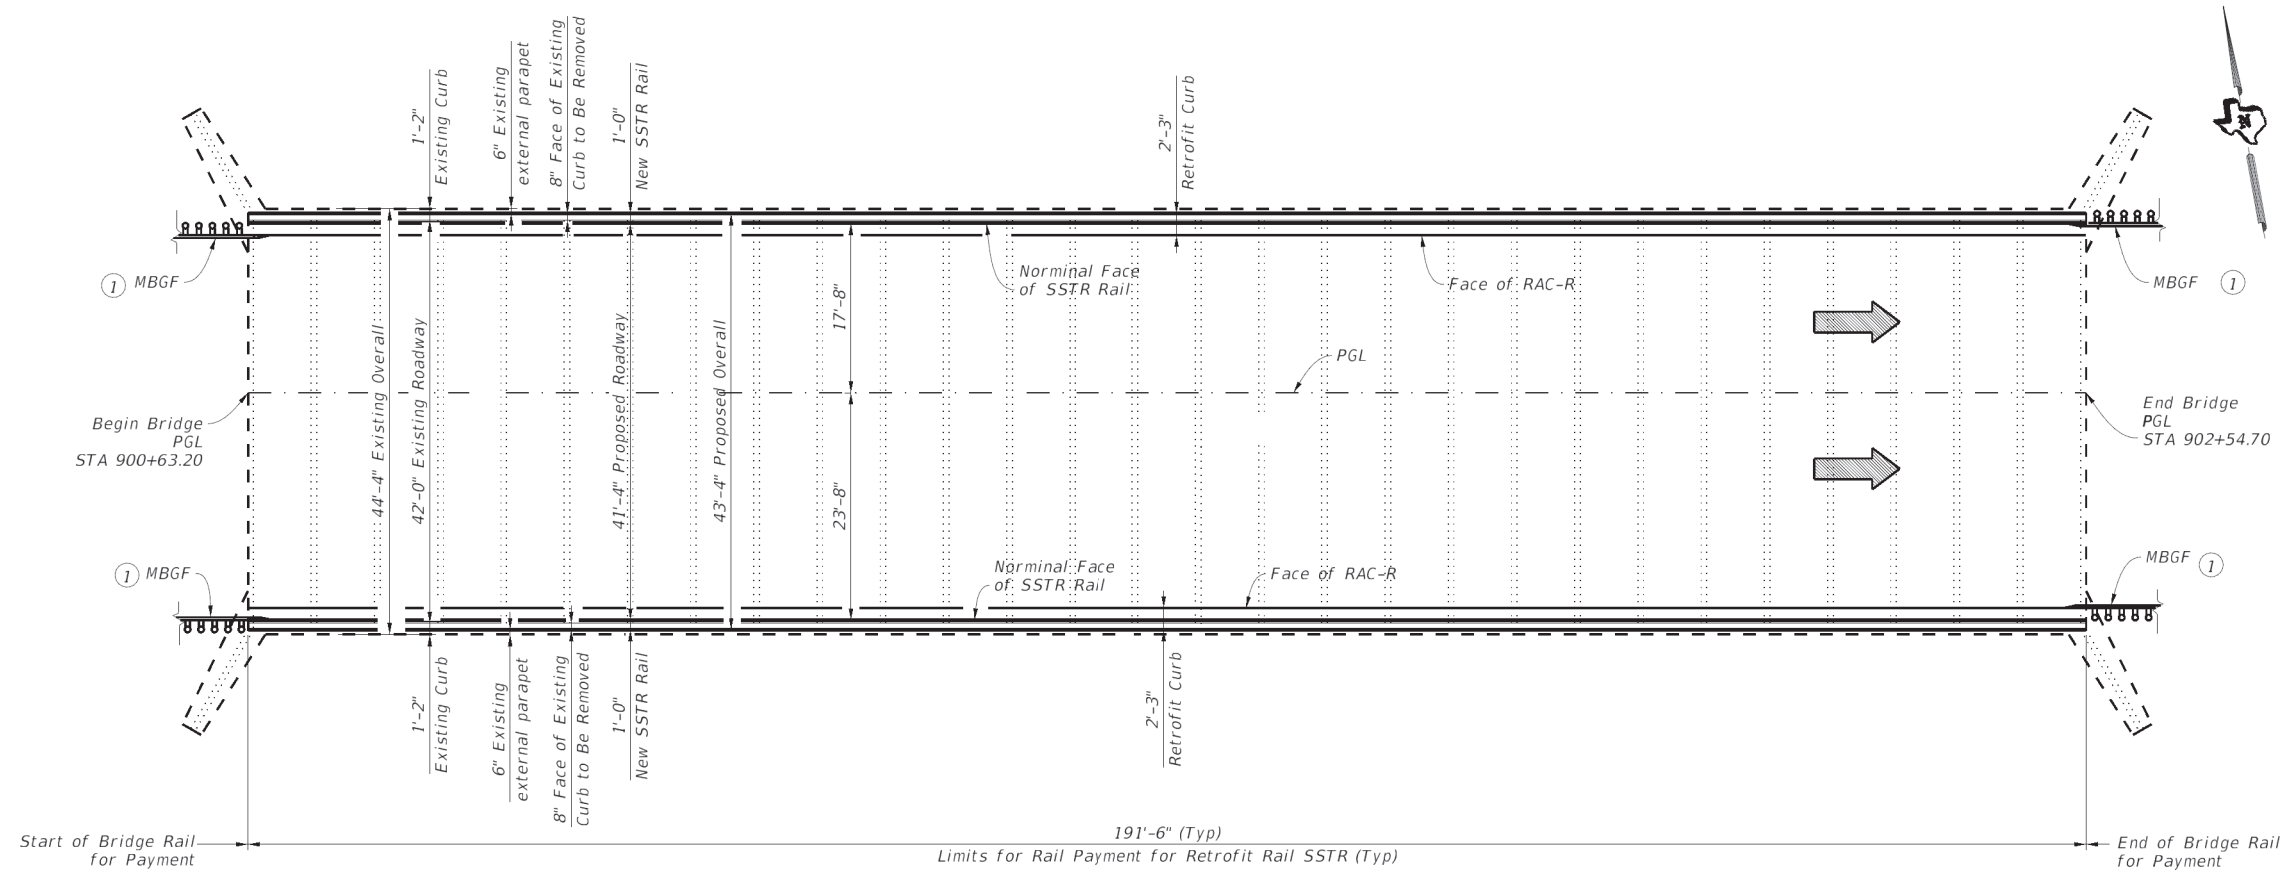 1'-2"
Existing Curb
6" Existing
external parapet
8" Face of Existing
Curb to Be Removed
1'-0"
New SSTR Rail
2'-3"
Retrofit Curb
1 MBGF
Norminal Face
of SSTR Rail
Face of RAC-R
MBGF 1
44'-4" Existing Overall
42'-0" Existing Roadway
41'-4" Proposed Roadway
43'-4" Proposed Overall
17'-8"
23'-8"
PGL
Begin Bridge
PGL
STA 900+63.20
End Bridge
PGL
STA 902+54.70
1 MBGF
Norminal Face
of SSTR Rail
Face of RAC-R
MBGF 1
1'-2"
Existing Curb
6" Existing
external parapet
8" Face of Existing
Curb to Be Removed
1'-0"
New SSTR Rail
2'-3"
Retrofit Curb
Start of Bridge Rail
for Payment
191'-6" (Typ)
Limits for Rail Payment for Retrofit Rail SSTR (Typ)
End of Bridge Rail
for Payment